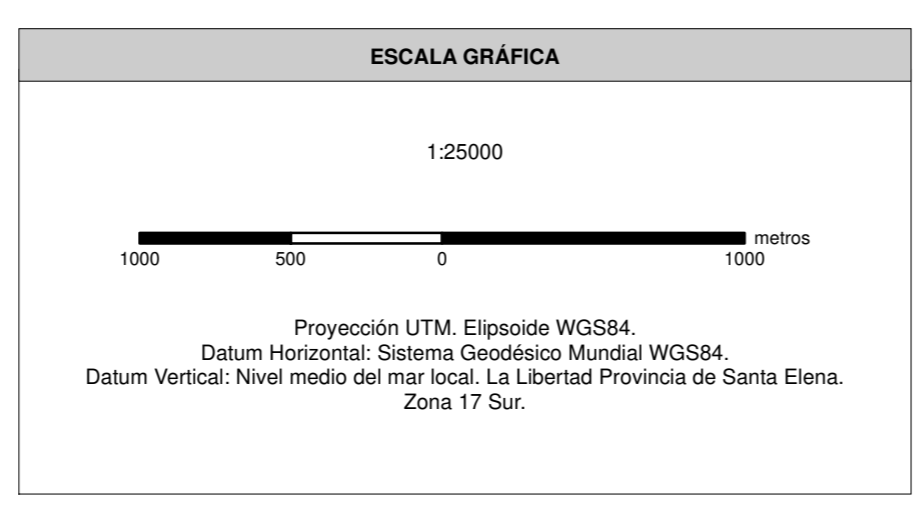 ESCALA GRÁFICA
1:25000
metros
1000 500 0 1000
Proyección UTM. Elipsoide WGS84.
Datum Horizontal: Sistema Geodésico Mundial WGS84.
Datum Vertical: Nivel medio del mar local. La Libertad Provincia de Santa Elena.
Zona 17 Sur.